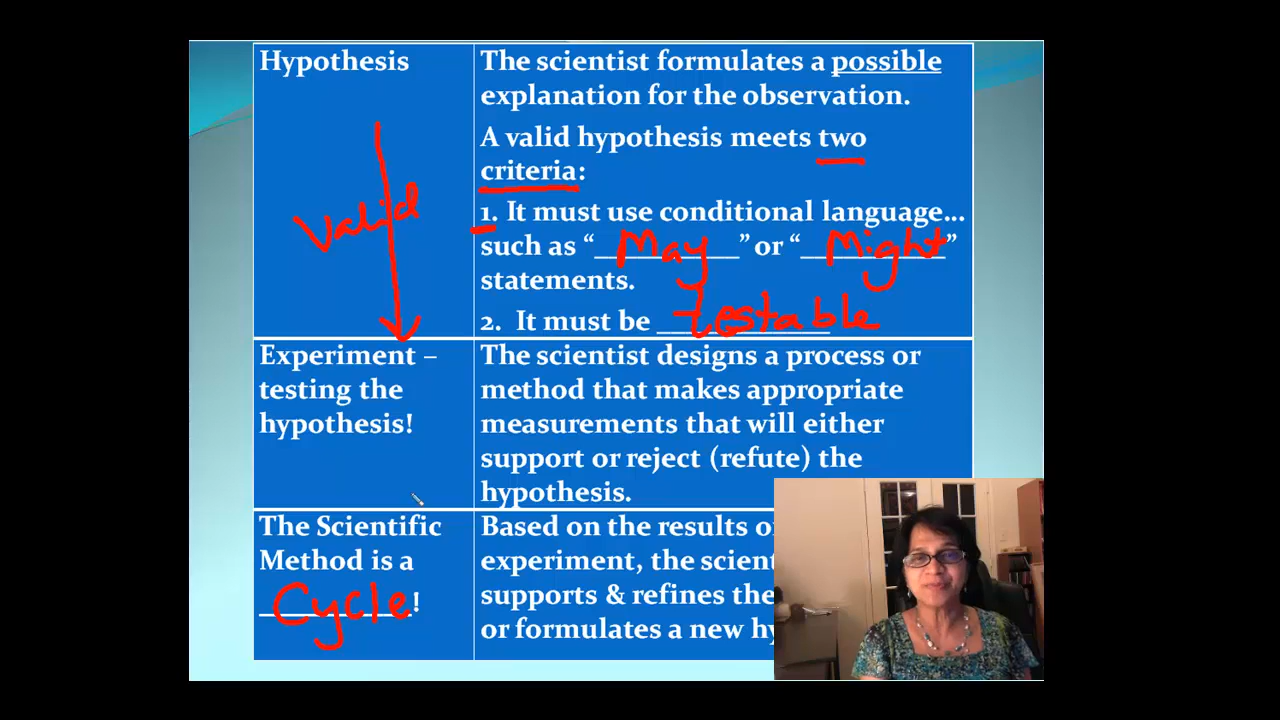 Hypothesis
The scientist formulates a possible
explanation for the observation.
A valid hypothesis meets two
criteria:
1. It must use conditional language...
such as “ May ” or “ Might ”
statements.
2. It must be testable
Valid
Experiment –
testing the
hypothesis!
The scientist designs a process or
method that makes appropriate
measurements that will either
support or reject (refute) the
hypothesis.
The Scientific
Method is a
Cycle!
Based on the results
experiment, the
supports & refines the
or formulates a new